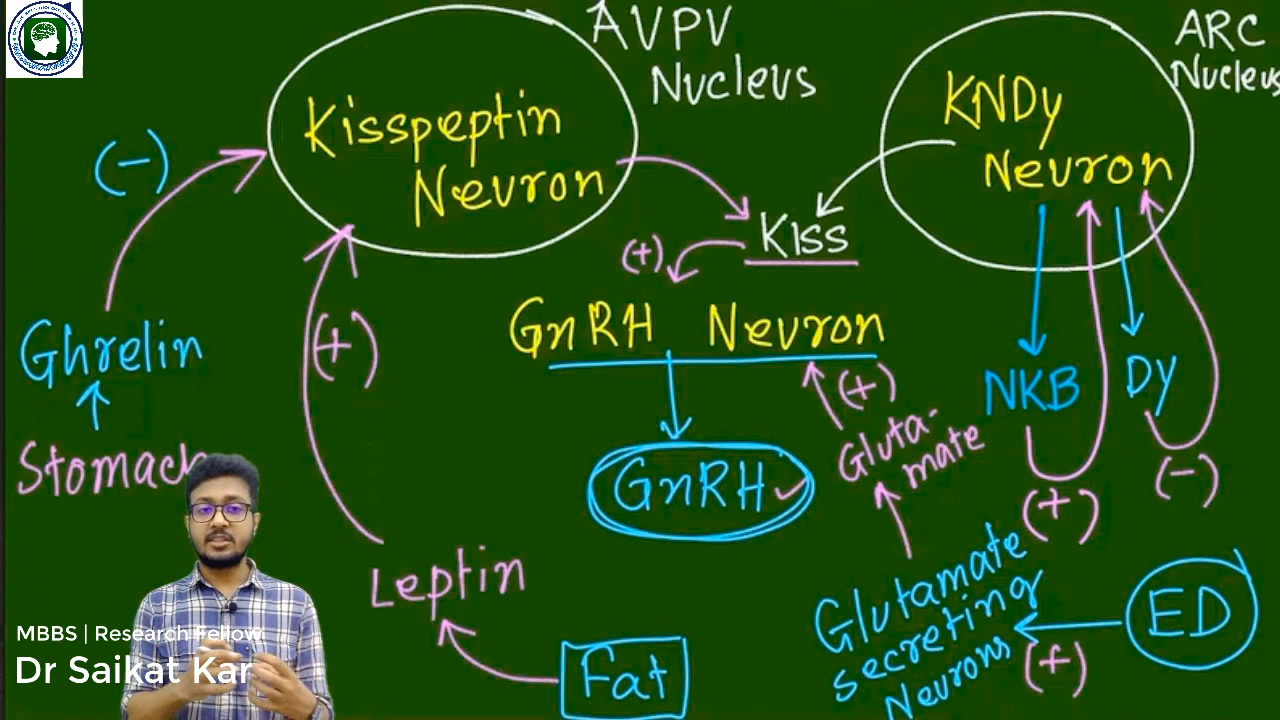 AVPV
Nucleus
ARC
Nucleus
Kisspeptin
Neuron
KNDy
Neuron
(-)
Kiss
(+)
GnRH Neuron
(+)
Ghrelin
Stomach
(+)
NKB
Dy
(+)
(-)
Gluta-
mate
GnRH
Leptin
Glutamate
secreting
Neurons
(+)
ED
Fat
MBBS | Research Fellow
Dr Saikat Kar